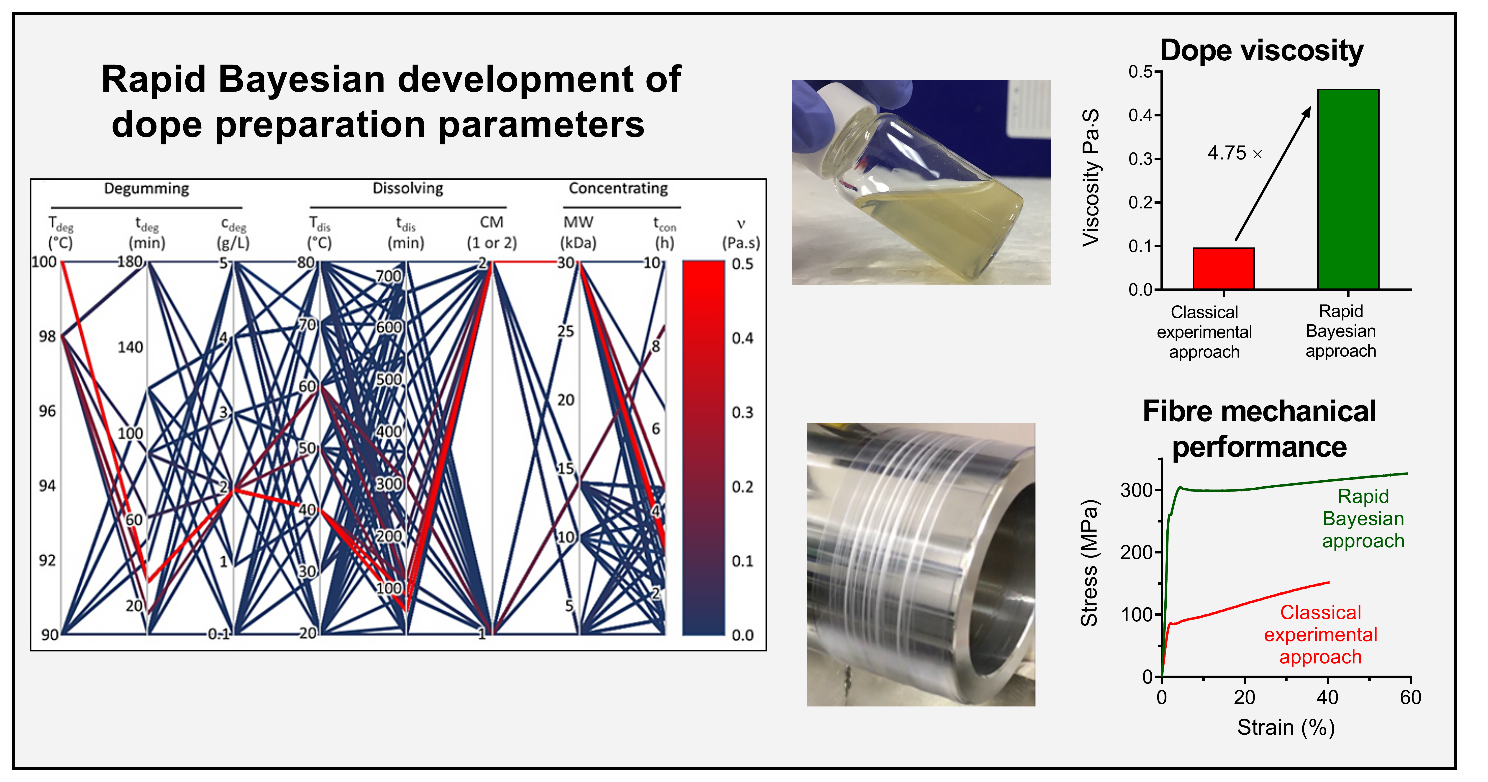 Rapid Bayesian development of
dope preparation parameters
Degumming Dissolving Concentrating
T_deg t_deg c_deg T_dis t_dis CM MW t_con ν
(°C) (min) (g/L) (°C) (min) (1 or 2) (kDa) (h) (Pa.s)
100
98
96
94
92
90
180
140
100
60
20
5
4
3
2
1
0.1
80
70
60
50
40
30
20
700
600
500
400
300
200
100
2
1
30
25
20
15
10
5
10
8
6
4
2
0.5
0.4
0.3
0.2
0.1
0.0
Dope viscosity
Viscosity Pa·S
0.5
0.4
0.3
0.2
0.1
0.0
4.75 ×
Classical
experimental
approach
Rapid
Bayesian
approach
Fibre mechanical
performance
Stress (MPa)
300
200
100
0
Rapid
Bayesian
approach
Classical
experimental
approach
0 20 40 60
Strain (%)